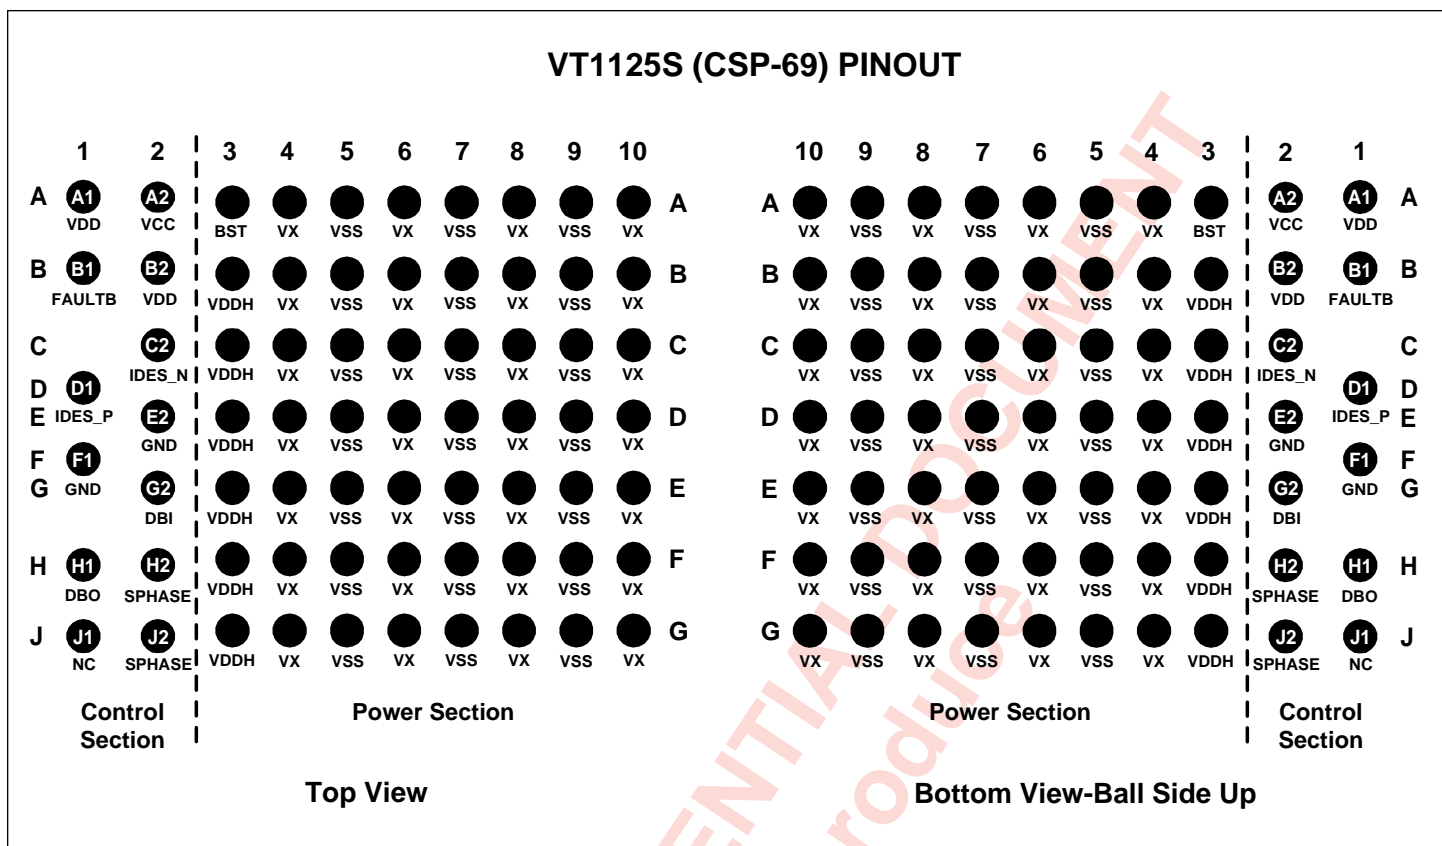 VT1125S (CSP-69) PINOUT
1 2 3 4 5 6 7 8 9 10 10 9 8 7 6 5 4 3 2 1
A A1 A2 A A A2 A1 A
VDD VCC BST VX VSS VX VSS VX VSS VX VX VSS VX VSS VX VSS VX BST VCC VDD
B B1 B2 B B B2 B1 B
FAULTB VDD VDDH VX VSS VX VSS VX VSS VX VX VSS VX VSS VX VSS VX VDDH VDD FAULTB
C C2 C C C2 C
IDES_N VDDH VX VSS VX VSS VX VSS VX VX VSS VX VSS VX VSS VX VDDH IDES_N
D D1 D1 D
E IDES_P E2 D D E2 IDES_P E
GND VDDH VX VSS VX VSS VX VSS VX VX VSS VX VSS VX VSS VX VDDH GND
F F1 F1 F
G GND G2 E E G2 GND G
DBI VDDH VX VSS VX VSS VX VSS VX VX VSS VX VSS VX VSS VX VDDH DBI
H H1 H2 F F H2 H1 H
DBO SPHASE VDDH VX VSS VX VSS VX VSS VX VX VSS VX VSS VX VSS VX VDDH SPHASE DBO
J J1 J2 G G J2 J1 J
NC SPHASE VDDH VX VSS VX VSS VX VSS VX VX VSS VX VSS VX VSS VX VDDH SPHASE NC
Control Section
Power Section
Power Section
Control Section
Top View
Bottom View-Ball Side Up
ENTIAL DOCUMENT
roduce